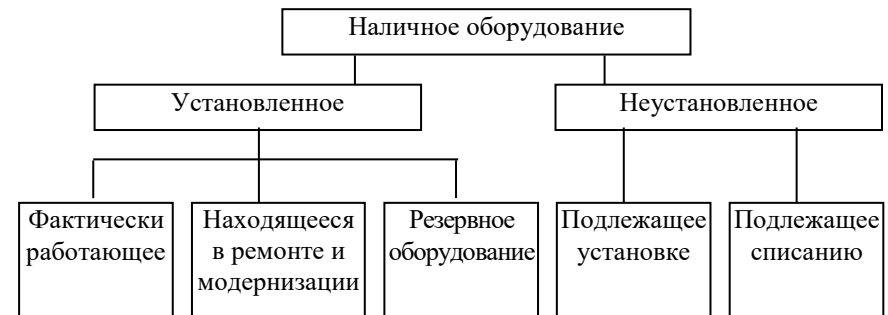 Наличное оборудование
Установленное
Неустановленное
Фактически
работающее
Находящееся
в ремонте и
модернизации
Резервное
оборудование
Подлежащее
установке
Подлежащее
списанию